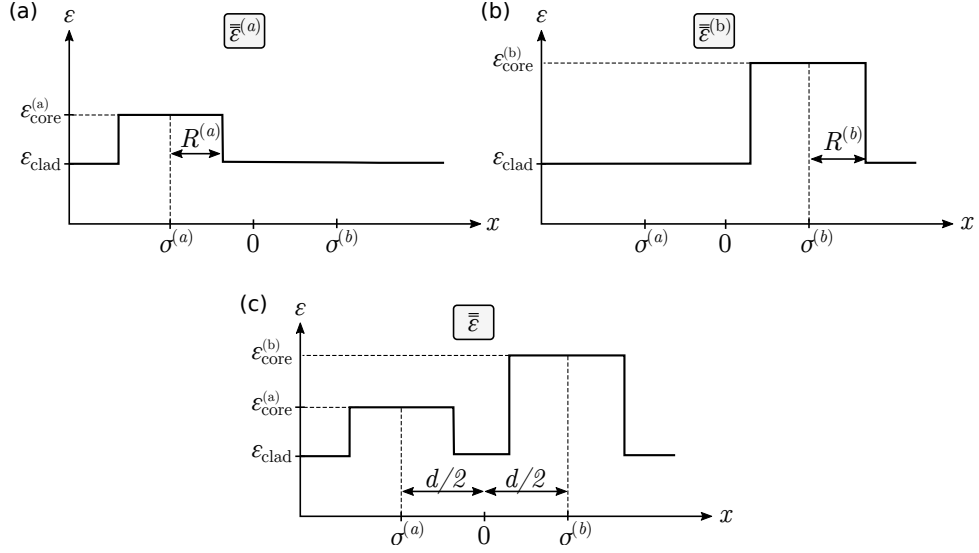 (a)
ε
ε̿^(a)
ε_core^(a)
R^(a)
ε_clad
x
σ^(a) 0 σ^(b)
(b)
ε
ε̿^(b)
ε_core^(b)
R^(b)
ε_clad
x
σ^(a) 0 σ^(b)
(c)
ε
ε̿
ε_core^(b)
ε_core^(a)
ε_clad
d/2 d/2
x
σ^(a) 0 σ^(b)